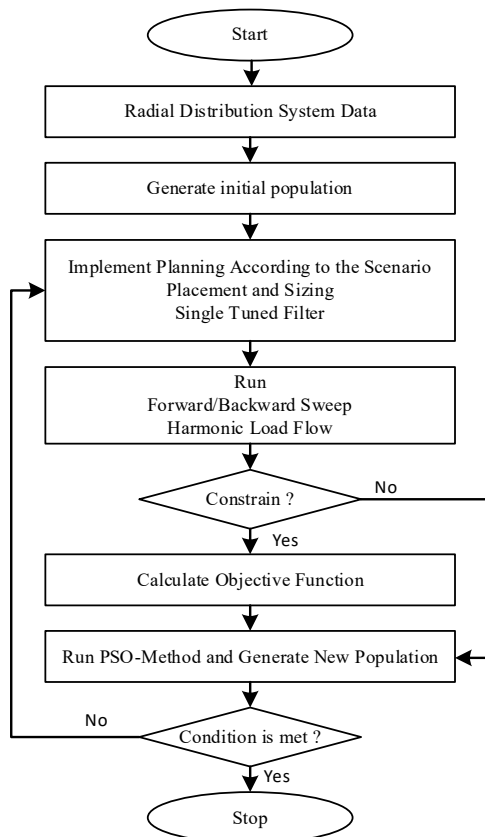 Start
Radial Distribution System Data
Generate initial population
Implement Planning According to the Scenario
Placement and Sizing
Single Tuned Filter
Run
Forward/Backward Sweep
Harmonic Load Flow
Constrain ?
No
Yes
Calculate Objective Function
Run PSO-Method and Generate New Population
No
Condition is met ?
Yes
Stop